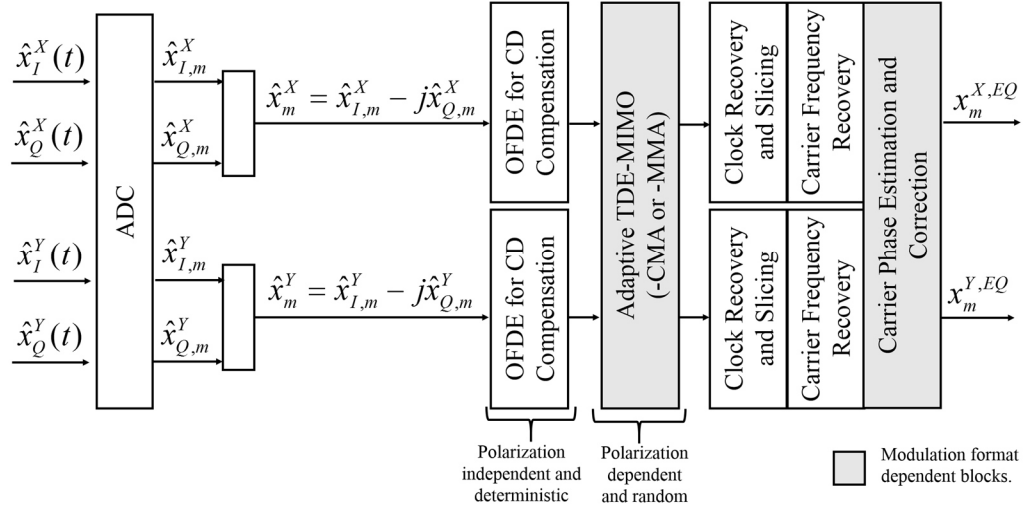 x̂_I^X(t)
x̂_Q^X(t)
x̂_I^Y(t)
x̂_Q^Y(t)
ADC
x̂_{I,m}^X
x̂_{Q,m}^X
x̂_{I,m}^Y
x̂_{Q,m}^Y
x̂_m^X = x̂_{I,m}^X − jx̂_{Q,m}^X
x̂_m^Y = x̂_{I,m}^Y − jx̂_{Q,m}^Y
OFDE for CD
Compensation
OFDE for CD
Compensation
Adaptive TDE-MIMO
(-CMA or -MMA)
Clock Recovery
and Slicing
Carrier Frequency
Recovery
Clock Recovery
and Slicing
Carrier Frequency
Recovery
Carrier Phase Estimation and
Correction
x_m^{X,EQ}
x_m^{Y,EQ}
Polarization
independent and
deterministic
Polarization
dependent
and random
Modulation format
dependent blocks.